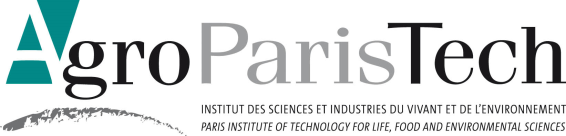 AgroParisTech
INSTITUT DES SCIENCES ET INDUSTRIES DU VIVANT ET DE L'ENVIRONNEMENT
PARIS INSTITUTE OF TECHNOLOGY FOR LIFE, FOOD AND ENVIRONMENTAL SCIENCES